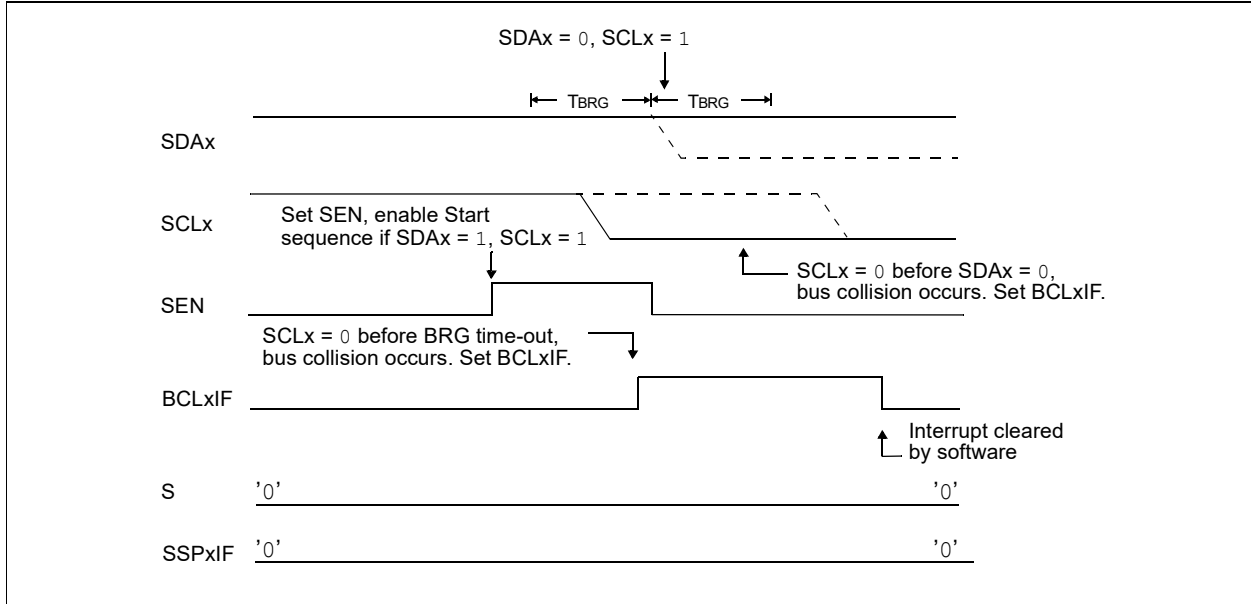 SDAx = 0, SCLx = 1
TBRG TBRG
SDAx
SCLx
Set SEN, enable Start
sequence if SDAx = 1, SCLx = 1
SCLx = 0 before SDAx = 0,
bus collision occurs. Set BCLxIF.
SEN
SCLx = 0 before BRG time-out,
bus collision occurs. Set BCLxIF.
BCLxIF
Interrupt cleared
by software
S '0' '0'
SSPxIF '0' '0'